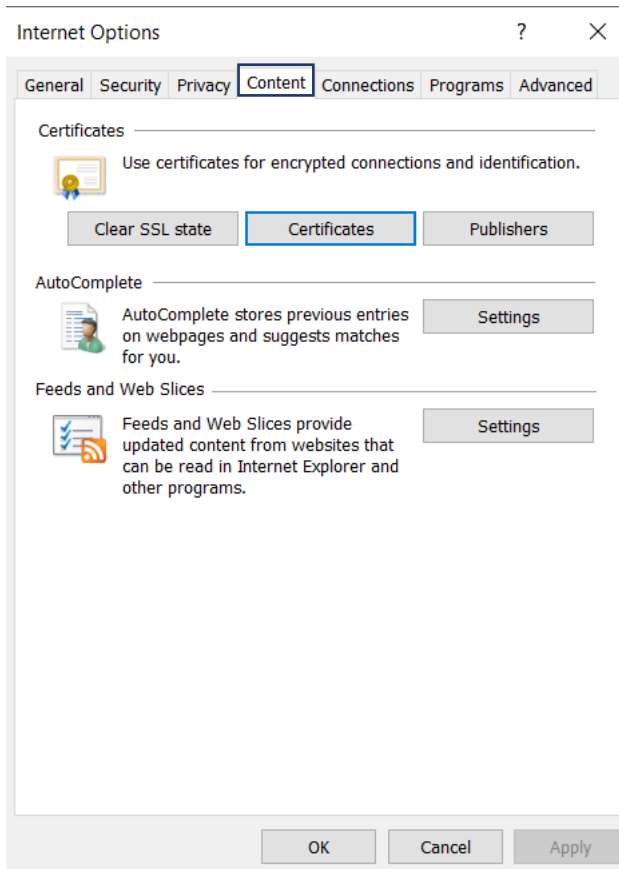 Internet Options ?
General Security Privacy Content Connections Programs Advanced
Certificates
Use certificates for encrypted connections and identification.
Clear SSL state Certificates Publishers
AutoComplete
AutoComplete stores previous entries
on webpages and suggests matches
for you.
Settings
Feeds and Web Slices
Feeds and Web Slices provide
updated content from websites that
can be read in Internet Explorer and
other programs.
Settings
OK Cancel Apply